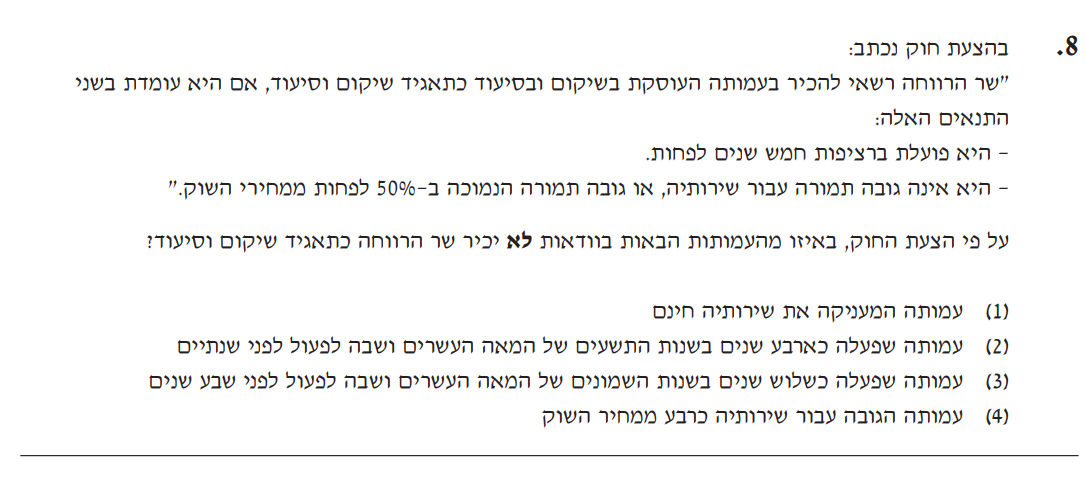 8. בהצעת חוק נכתב:
"שר הרווחה רשאי להכיר בעמותה העוסקת בשיקום ובסיעוד כתאגיד שיקום וסיעוד, אם היא עומדת בשני
התנאים האלה:
– היא פועלת ברציפות חמש שנים לפחות.
– היא אינה גובה תמורה עבור שירותיה, או גובה תמורה הנמוכה ב–50% לפחות ממחירי השוק."
על פי הצעת החוק, באיזו מהעמותות הבאות בוודאות לא יכיר שר הרווחה כתאגיד שיקום וסיעוד?
(1) עמותה המעניקה את שירותיה חינם
(2) עמותה שפעלה כארבע שנים בשנות התשעים של המאה העשרים ושבה לפעול לפני שנתיים
(3) עמותה שפעלה כשלוש שנים בשנות השמונים של המאה העשרים ושבה לפעול לפני שבע שנים
(4) עמותה הגובה עבור שירותיה כרבע ממחיר השוק